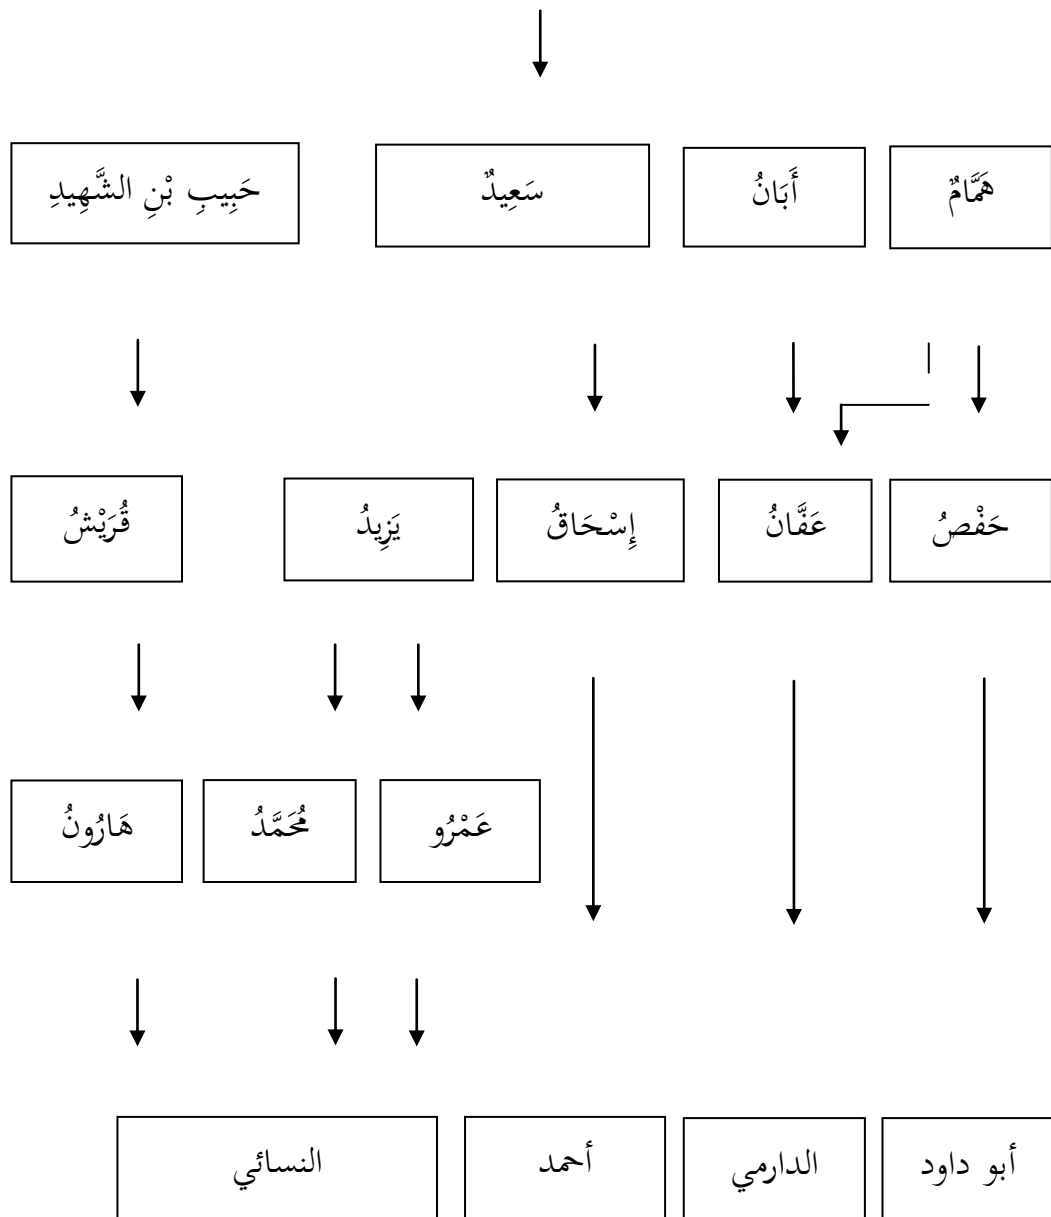 هَمَّامٌ
أَبَانُ
سَعِيدٌ
حَبِيبِ بْنِ الشَّهِيدِ
حَفْصُ
عَفَّانُ
إِسْحَاقُ
يَزِيدُ
قُرَيْشُ
عَمْرُو
مُحَمَّدُ
هَارُونُ
أبو داود
الدارمي
أحمد
النسائي